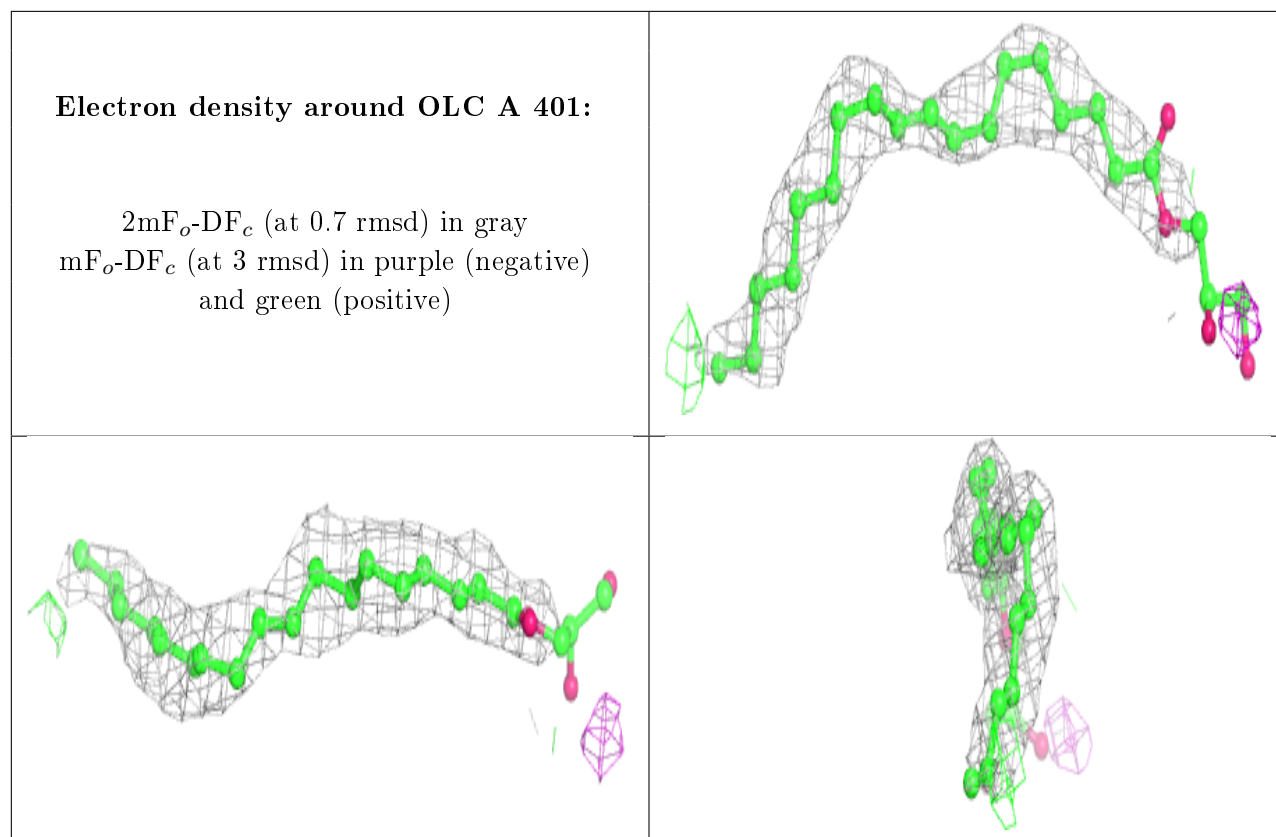 Electron density around OLC A 401:
2mFₒ-DF𝒸 (at 0.7 rmsd) in gray
mFₒ-DF𝒸 (at 3 rmsd) in purple (negative)
and green (positive)